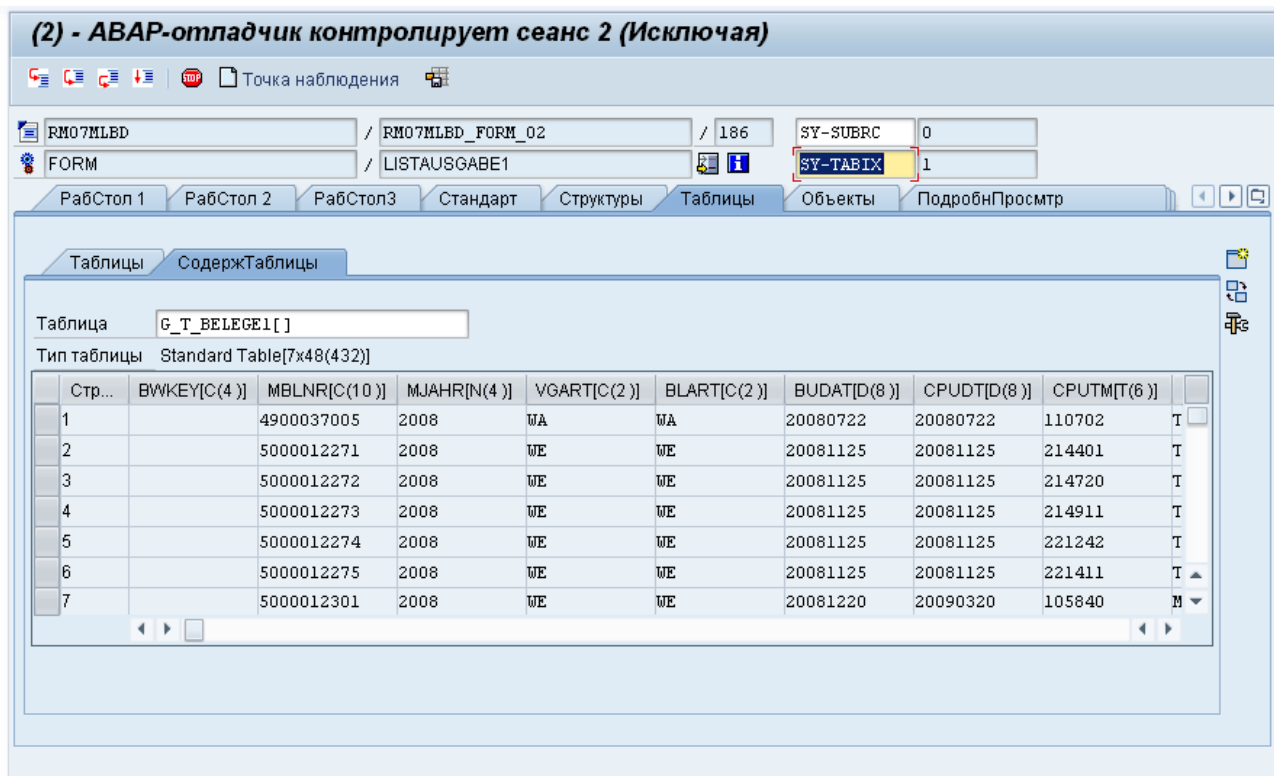 (2) - ABAP-отладчик контролирует сеанс 2 (Исключая)
STOP Точка наблюдения
RM07MLBD / RM07MLBD_FORM_02 / 186 SY-SUBRC 0
FORM / LISTAUSGABE1 SY-TABIX 1
РабСтол 1 РабСтол 2 РабСтол3 Стандарт Структуры Таблицы Объекты ПодробнПросмтр
Таблицы СодержТаблицы
Таблица G_T_BELEGE1[]
Тип таблицы Standard Table[7x48(432)]
Стр... BWKEY[C(4 )] MBLNR[C(10 )] MJAHR[N(4 )] VGART[C(2 )] BLART[C(2 )] BUDAT[D(8 )] CPUDT[D(8 )] CPUTM[T(6 )]
1 4900037005 2008 WA WA 20080722 20080722 110702 T
2 5000012271 2008 WE WE 20081125 20081125 214401 T
3 5000012272 2008 WE WE 20081125 20081125 214720 T
4 5000012273 2008 WE WE 20081125 20081125 214911 T
5 5000012274 2008 WE WE 20081125 20081125 221242 T
6 5000012275 2008 WE WE 20081125 20081125 221411 T
7 5000012301 2008 WE WE 20081220 20090320 105840 M